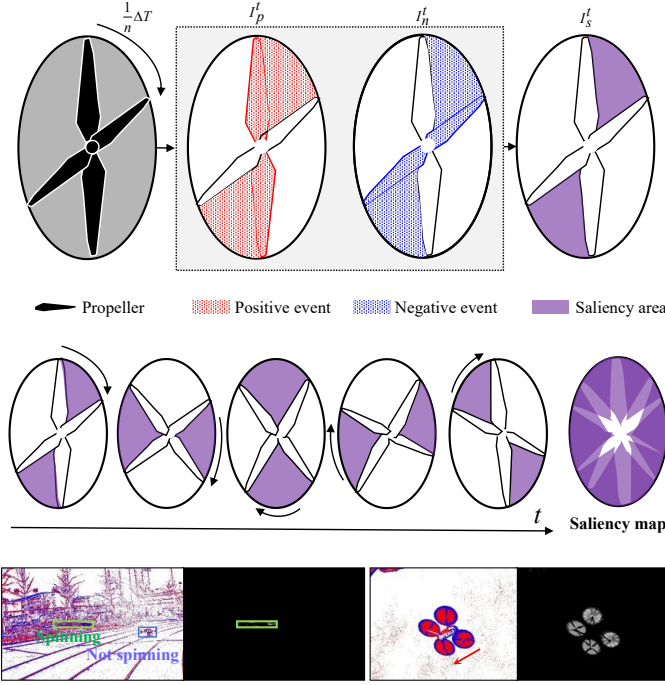 1/n ΔT
I_p^t
I_n^t
I_s^t
Propeller
Positive event
Negative event
Saliency area
t
Saliency map
Spinning
Not spinning